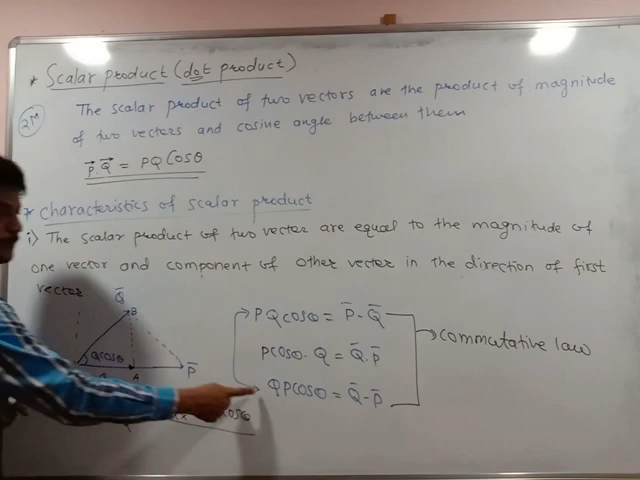 * Scalar product (dot product)
2M
The scalar product of two vectors are the product of magnitude
of two vectors and cosine angle between them
P⃗.Q⃗ = PQ Cosθ
* characteristics of scalar product
i) The scalar product of two vector are equal to the magnitude of
one vector and component of other vector in the direction of first
vector
Q̄
B
Qcosθ
A
P̄
PQcosθ = P̄-Q̄
Pcosθ. Q = Q̄.P̄
QPcosθ = Q̄-P̄
commutative law
cosθ